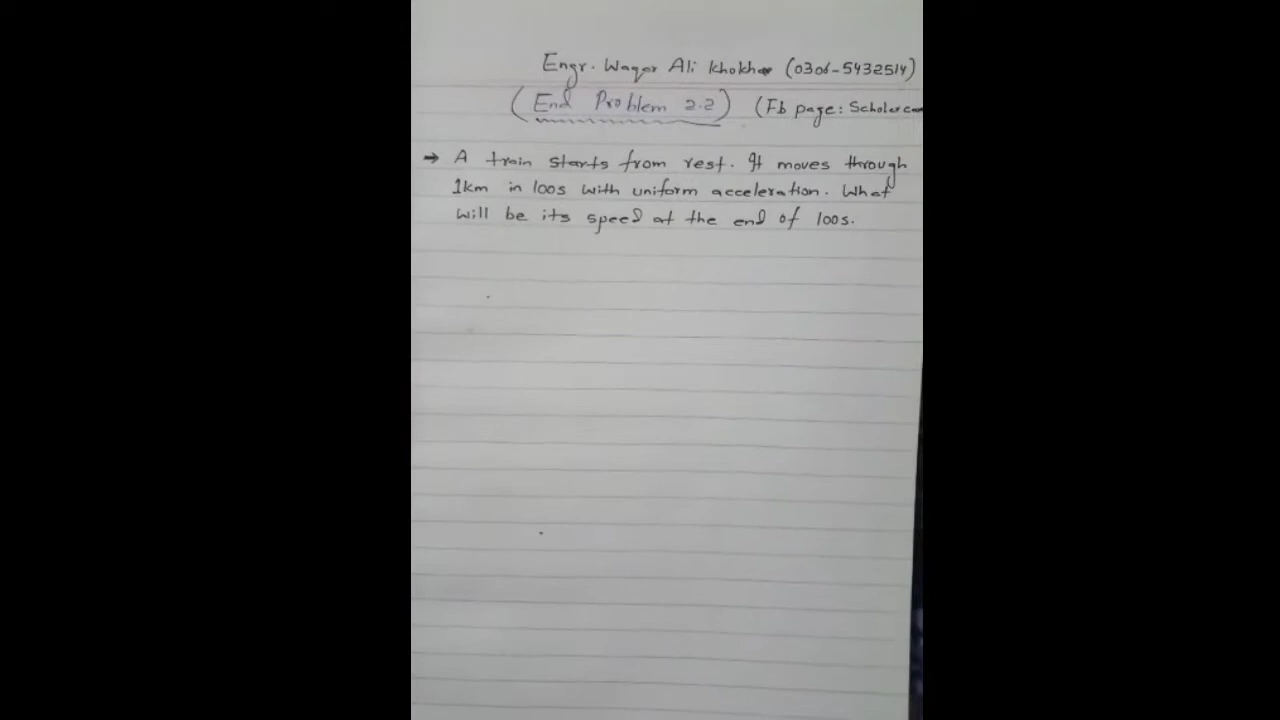 Engr. Waqar Ali Khokhar (0306-5432514)
(End Problem 2.2) (Fb page: Scholar
→ A train starts from rest. It moves through
1km in 100s with uniform acceleration. What
will be its speed at the end of 100s.